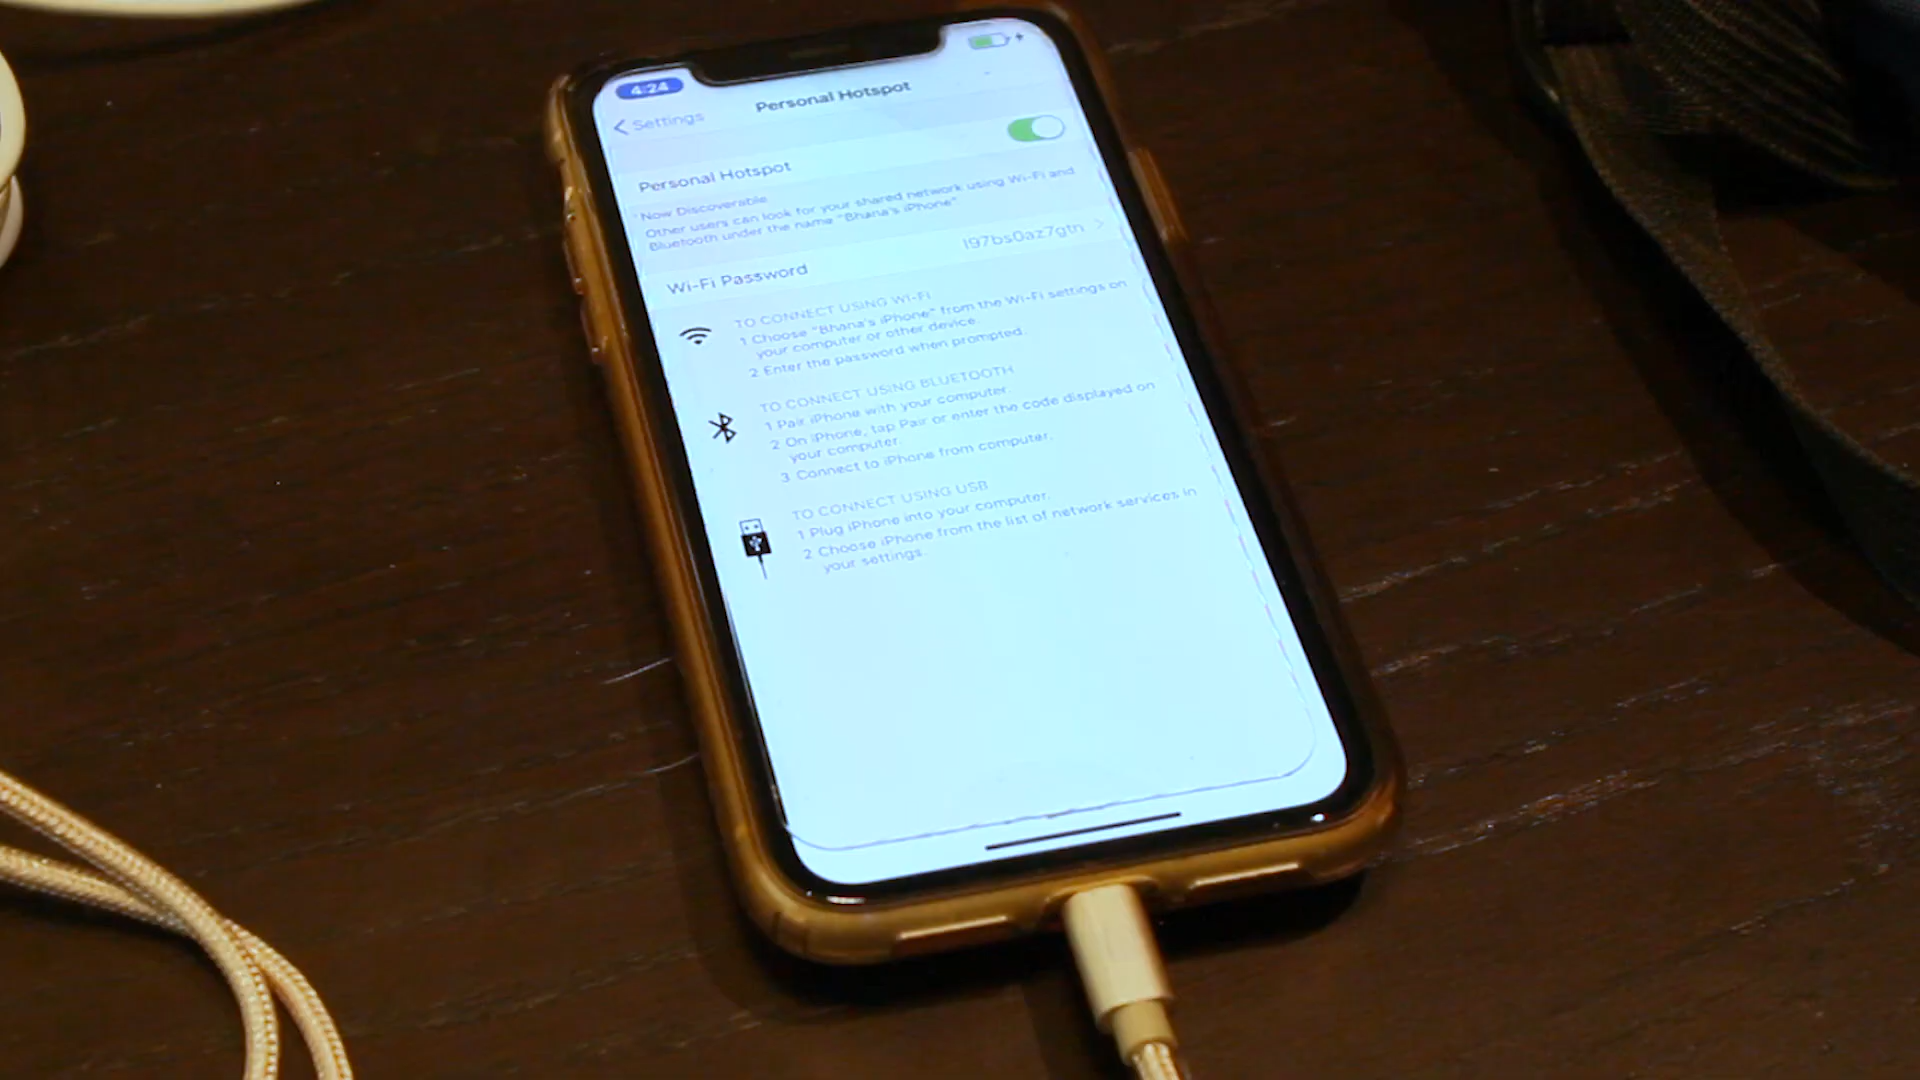 4:24
Settings
Personal Hotspot
Personal Hotspot
Now Discoverable
Other users can look for your shared network using Wi-Fi and
Bluetooth under the name "Bhana's iPhone"
Wi-Fi Password
TO CONNECT USING WI-FI
1 Choose "Bhana's iPhone" from the Wi-Fi settings on
your computer or other device.
2 Enter the password when prompted.
TO CONNECT USING BLUETOOTH
1 Pair iPhone with your computer.
2 On iPhone, tap Pair or enter the code displayed on
your computer.
3 Connect to iPhone from computer.
TO CONNECT USING USB
1 Plug iPhone into your computer.
2 Choose iPhone from the list of network services in
your settings.